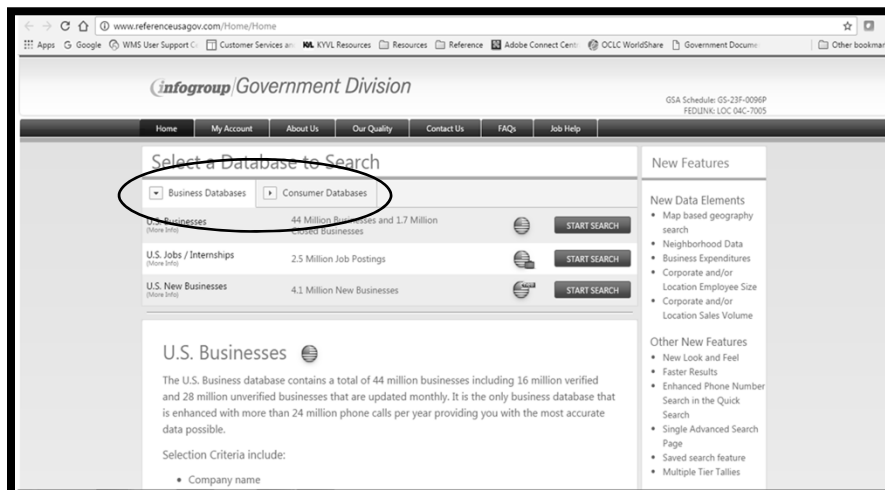 www.referenceusagov.com/Home/Home
Apps Google WMS User Support C Customer Services an KYVL Resources Resources Reference Adobe Connect Cent OCLC WorldShare Government Docume Other bookmar
infogroup Government Division
GSA Schedule: GS-23F-0096P
FEDLINK: LOC 04C-7005
Home My Account About Us Our Quality Contact Us FAQs Job Help
Select a Database to Search
Business Databases Consumer Databases
U.S. Businesses 44 Million Businesses and 1.7 Million START SEARCH
(More Info) Closed Businesses
U.S. Jobs / Internships 2.5 Million Job Postings START SEARCH
(More Info)
U.S. New Businesses 4.1 Million New Businesses START SEARCH
(More Info)
U.S. Businesses
The U.S. Business database contains a total of 44 million businesses including 16 million verified
and 28 million unverified businesses that are updated monthly. It is the only business database that
is enhanced with more than 24 million phone calls per year providing you with the most accurate
data possible.
Selection Criteria include:
• Company name
New Features
New Data Elements
• Map based geography
search
• Neighborhood Data
• Business Expenditures
• Corporate and/or
Location Employee Size
• Corporate and/or
Location Sales Volume
Other New Features
• New Look and Feel
• Faster Results
• Enhanced Phone Number
Search in the Quick
Search
• Single Advanced Search
Page
• Saved search feature
• Multiple Tier Tallies